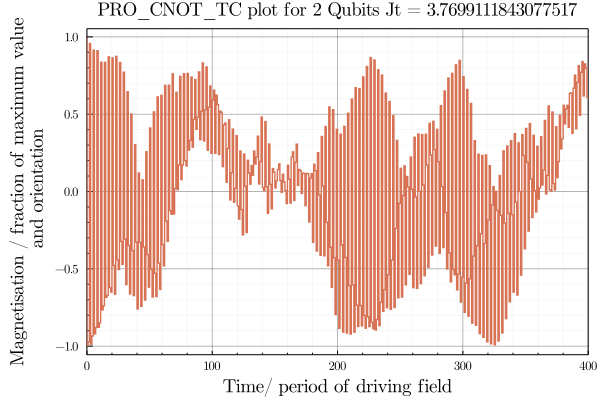 PRO_CNOT_TC plot for 2 Qubits Jt = 3.7699111843077517
Magnetisation / fraction of maximum value
and orientation
1.0
0.5
0.0
−0.5
−1.0
0 100 200 300 400
Time/ period of driving field